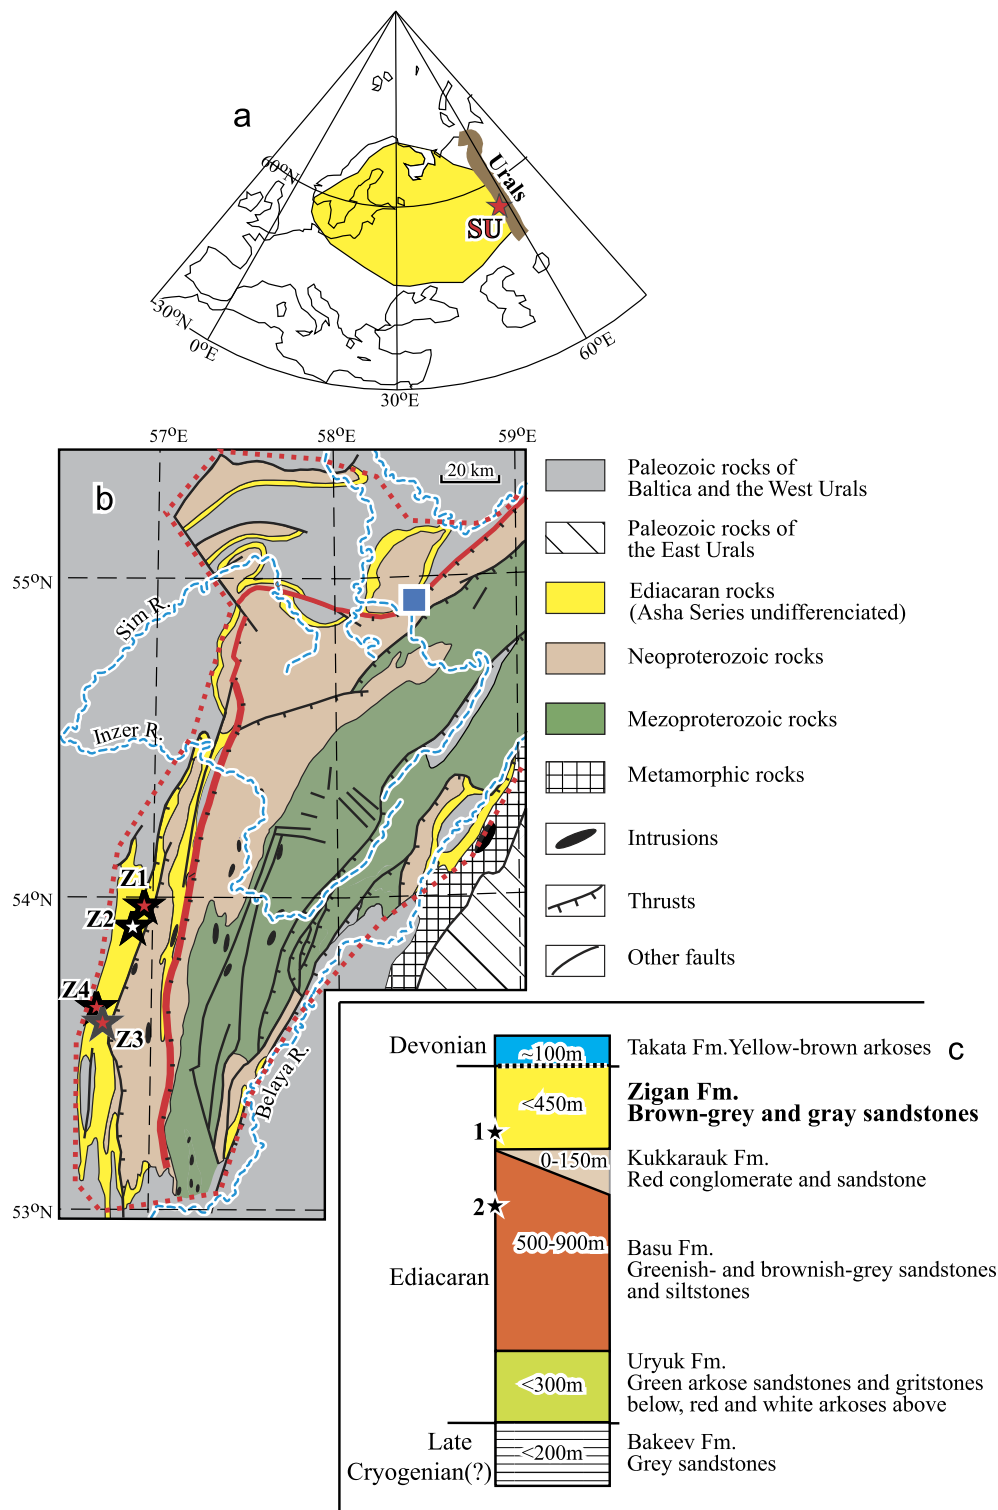 a
60°N
Urals
SU
30°N
0°E
30°E
60°E
57°E
58°E
59°E
b
20 km
55°N
Sim R.
Inzer R.
54°N
Z1
Z2
Z4
Z3
Belaya R.
53°N
Paleozoic rocks of
Baltica and the West Urals
Paleozoic rocks of
the East Urals
Ediacaran rocks
(Asha Series undifferenciated)
Neoproterozoic rocks
Mezoproterozoic rocks
Metamorphic rocks
Intrusions
Thrusts
Other faults
c
Devonian
~100m
Takata Fm.Yellow-brown arkoses
<450m
Zigan Fm.
Brown-grey and gray sandstones
1
0-150m
Kukkarauk Fm.
Red conglomerate and sandstone
2
500-900m
Basu Fm.
Greenish- and brownish-grey sandstones
and siltstones
Ediacaran
<300m
Uryuk Fm.
Green arkose sandstones and gritstones
below, red and white arkoses above
Late
Cryogenian(?)
<200m
Bakeev Fm.
Grey sandstones